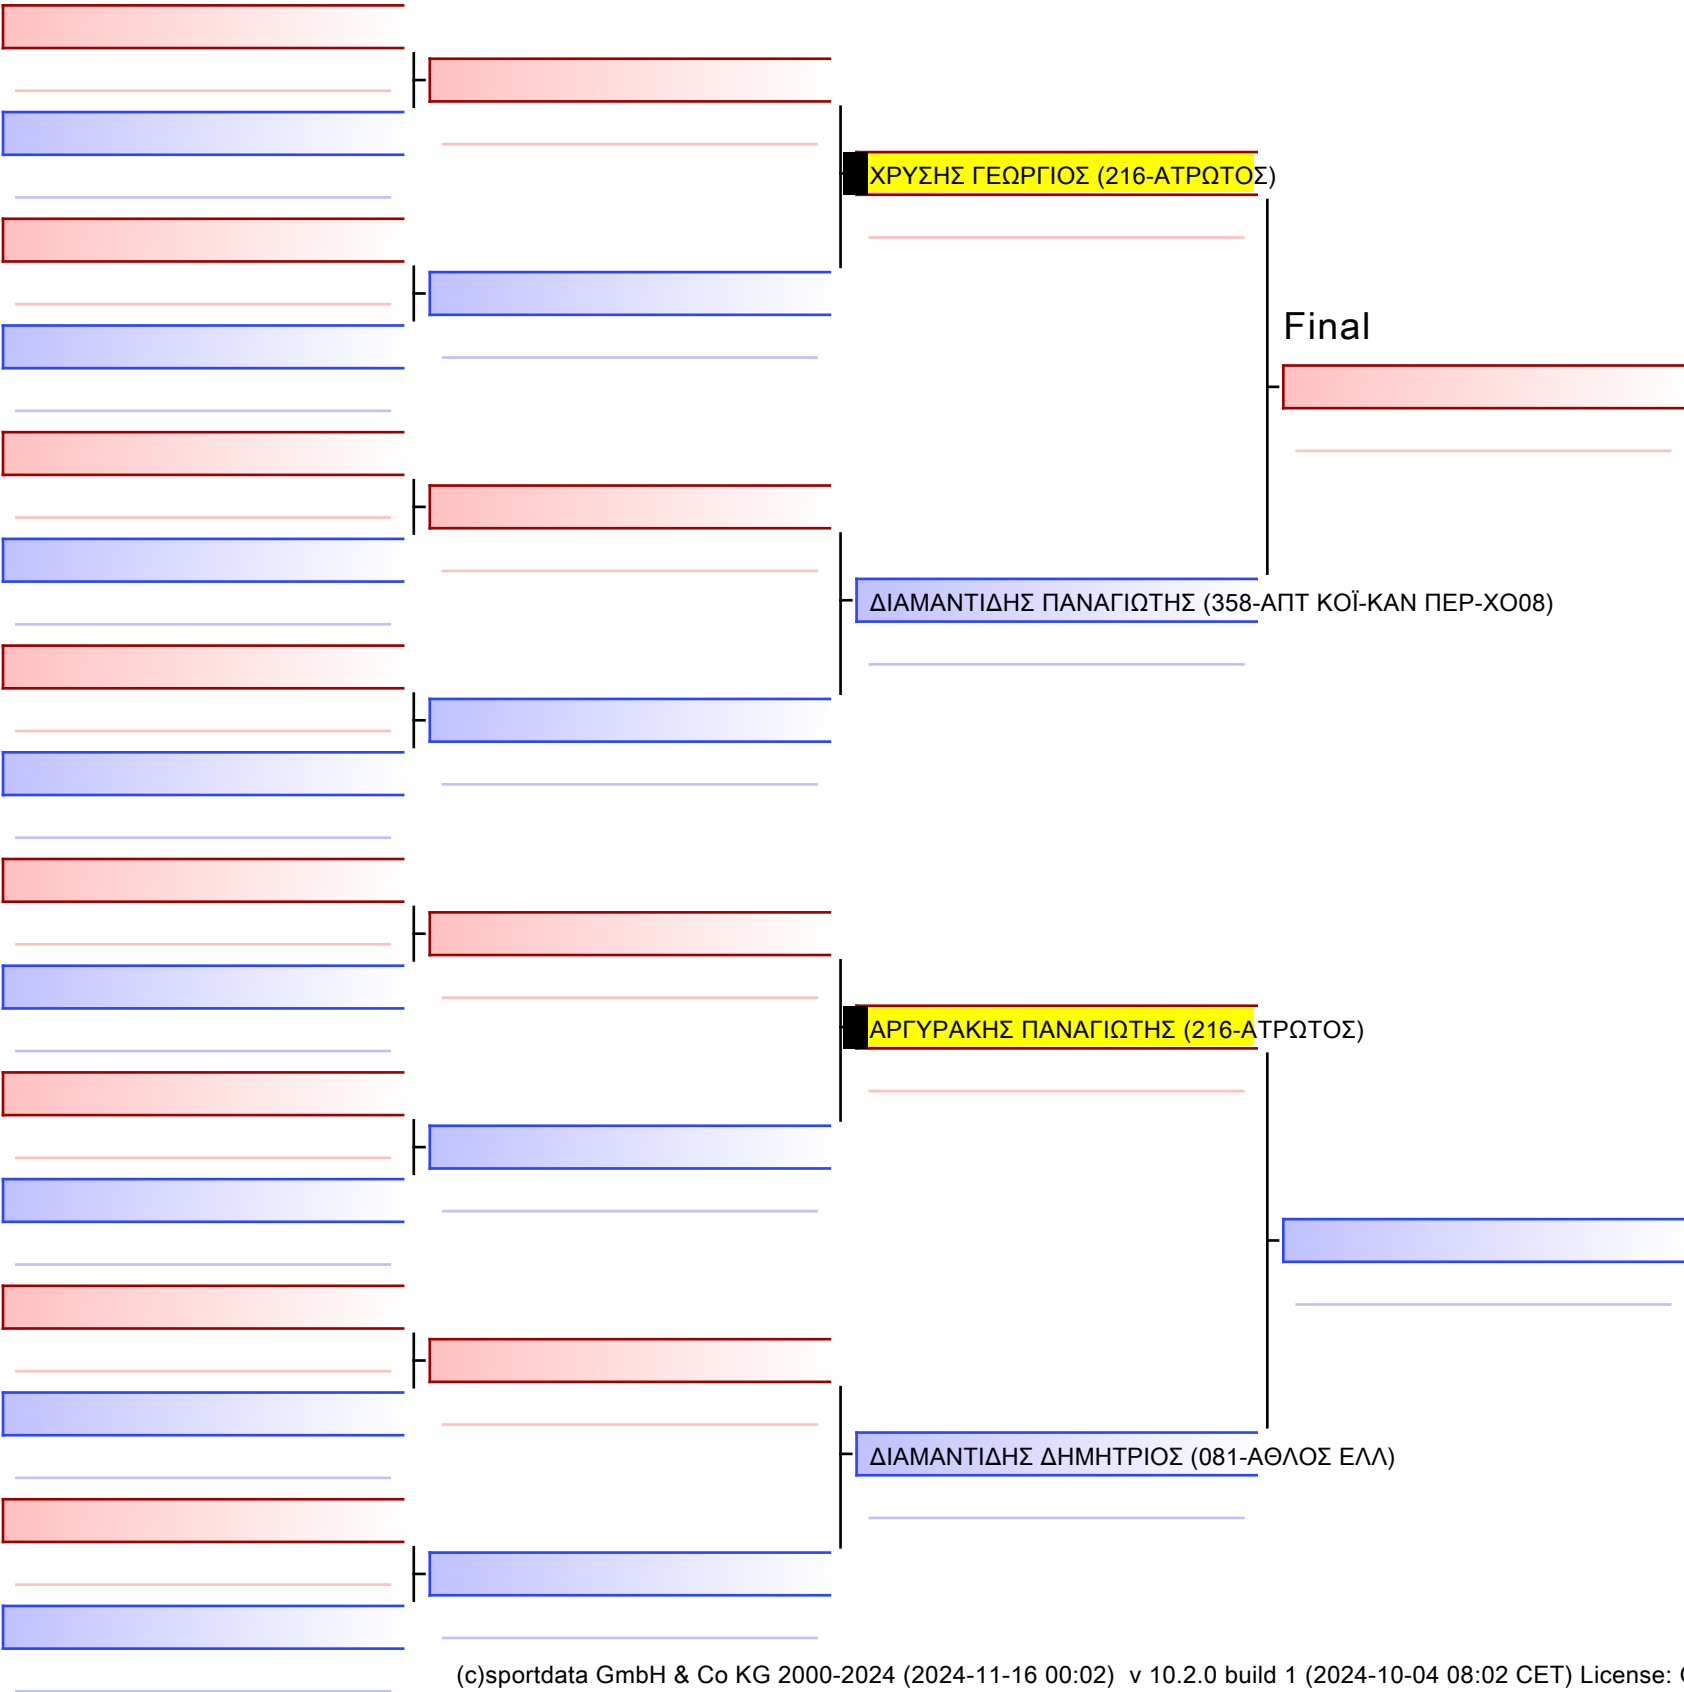 ΧΡΥΣΗΣ ΓΕΩΡΓΙΟΣ (216-ΑΤΡΩΤΟΣ)
Final
ΔΙΑΜΑΝΤΙΔΗΣ ΠΑΝΑΓΙΩΤΗΣ (358-ΑΠΤ ΚΟΪ-ΚΑΝ ΠΕΡ-ΧΟ08)
ΑΡΓΥΡΑΚΗΣ ΠΑΝΑΓΙΩΤΗΣ (216-ΑΤΡΩΤΟΣ)
ΔΙΑΜΑΝΤΙΔΗΣ ΔΗΜΗΤΡΙΟΣ (081-ΑΘΛΟΣ ΕΛΛ)
(c)sportdata GmbH & Co KG 2000-2024 (2024-11-16 00:02) v 10.2.0 build 1 (2024-10-04 08:02 CET) License: